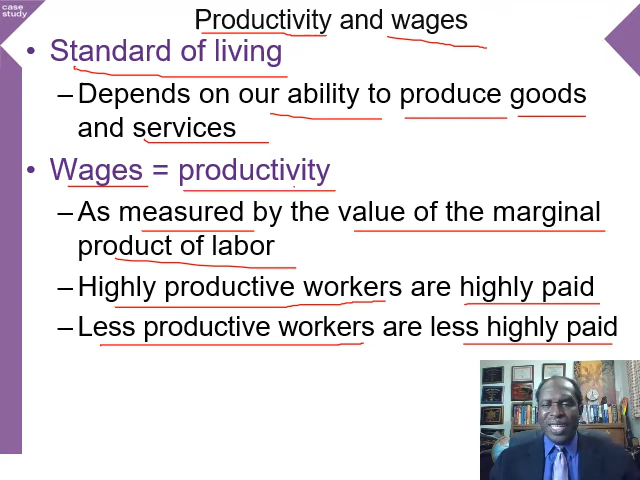 case
study
Productivity and wages
• Standard of living
– Depends on our ability to produce goods
and services
• Wages = productivity
– As measured by the value of the marginal
product of labor
– Highly productive workers are highly paid
– Less productive workers are less highly paid